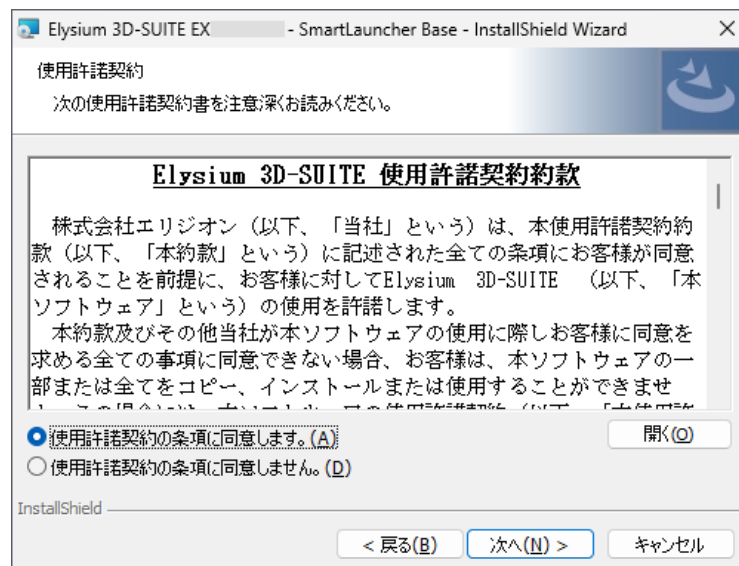 Elysium 3D-SUITE EX - SmartLauncher Base - InstallShield Wizard
使用許諾契約
次の使用許諾契約書を注意深くお読みください。
Elysium 3D-SUITE 使用許諾契約約款
株式会社エリジオン（以下、「当社」という）は、本使用許諾契約約
款（以下、「本約款」という）に記述された全ての条項にお客様が同意
されることを前提に、お客様に対してElysium 3D-SUITE （以下、「本
ソフトウェア」という）の使用を許諾します。
本約款及びその他当社が本ソフトウェアの使用に際しお客様に同意を
求める全ての事項に同意できない場合、お客様は、本ソフトウェアの一
部または全てをコピー、インストールまたは使用することができませ
使用許諾契約の条項に同意します。(A)
開く(O)
使用許諾契約の条項に同意しません。(D)
InstallShield
< 戻る(B)
次へ(N) >
キャンセル